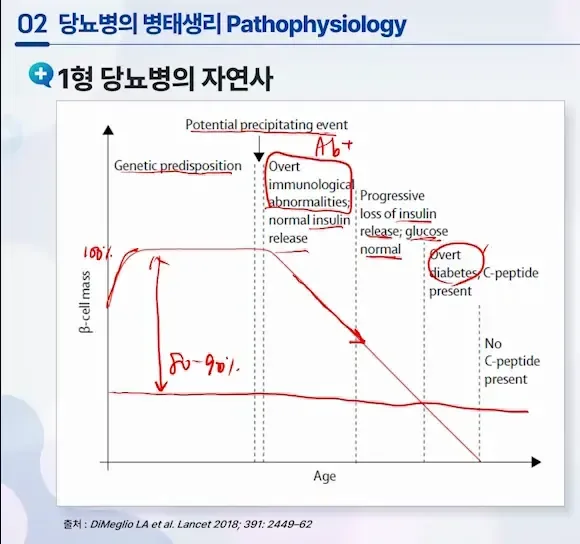 02 당뇨병의 병태생리 Pathophysiology
1형 당뇨병의 자연사
Potential precipitating event
Ab+
Genetic predisposition
Overt
immunological
abnormalities;
normal insulin
release
Progressive
loss of insulin
release; glucose
normal
Overt
diabetes; C-peptide
present
No
C-peptide
present
100%
β-cell mass
80-90%
Age
출처 : DiMeglio LA et al. Lancet 2018; 391: 2449–62